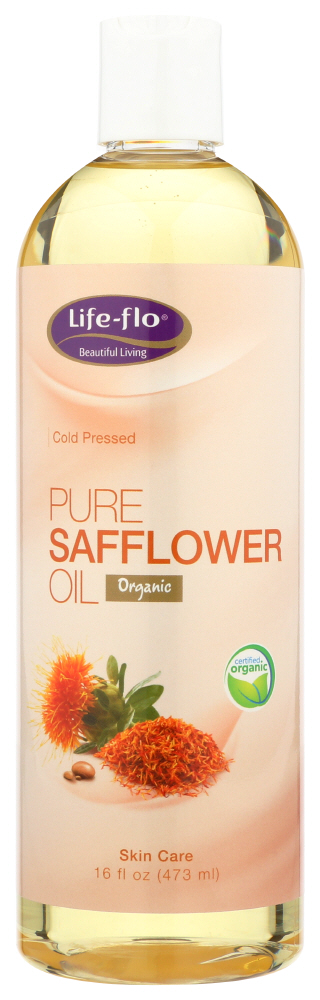 Life-flo®
Beautiful Living
Cold Pressed
PURE
SAFFLOWER
OIL Organic
certified
organic
Skin Care
16 fl oz (473 ml)